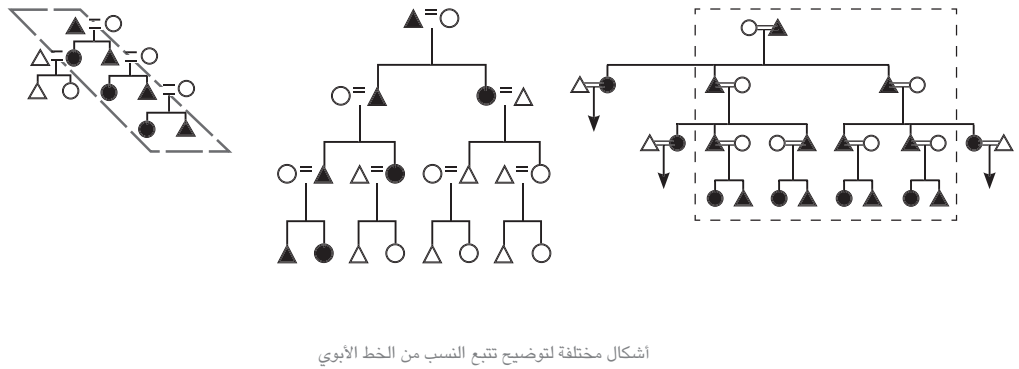 أشكال مختلفة لتوضيح تتبع النسب من الخط الأبوي